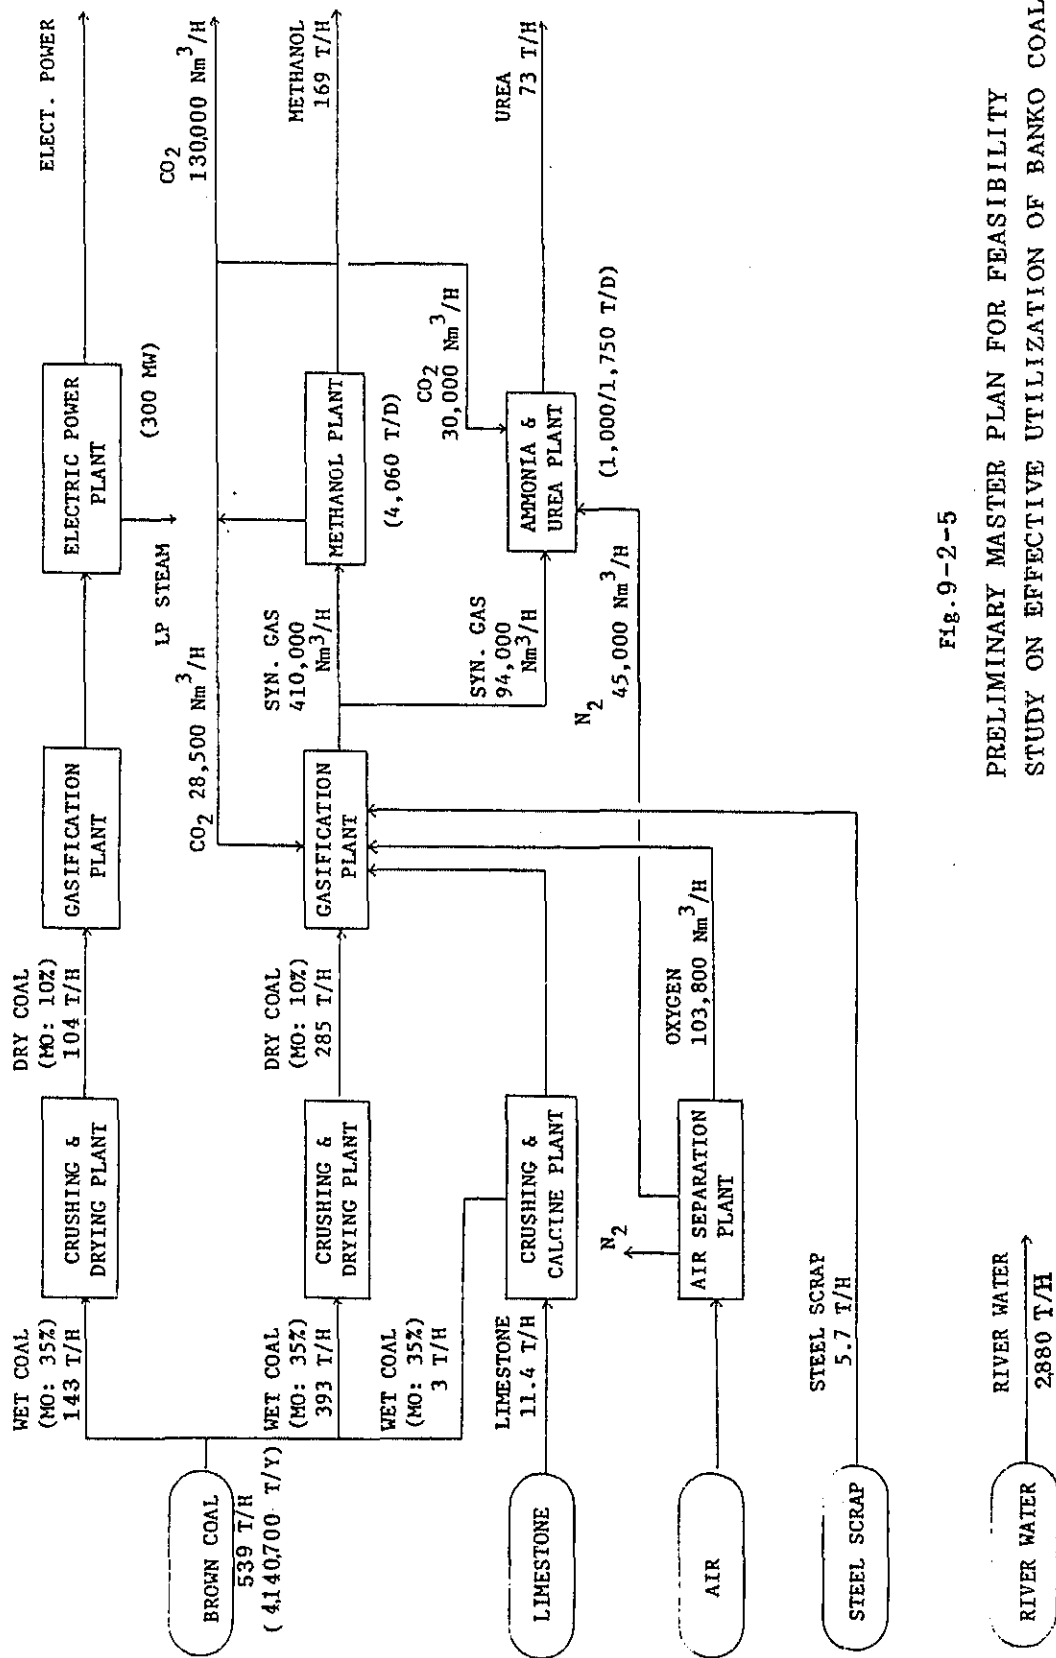 WET COAL
(MO: 35%)
143 T/H
CRUSHING &
DRYING PLANT
DRY COAL
(MO: 10%)
104 T/H
GASIFICATION
PLANT
ELECTRIC POWER
PLANT
(300 MW)
LP STEAM
ELECT. POWER
BROWN COAL
539 T/H
(4,140,700 T/Y)
WET COAL
(MO: 35%)
393 T/H
CRUSHING &
DRYING PLANT
DRY COAL
(MO: 10%)
285 T/H
GASIFICATION
PLANT
CO2 28,500 Nm3/H
SYN. GAS
410,000
Nm3/H
METHANOL PLANT
(4,060 T/D)
CO2
130,000 Nm3/H
METHANOL
169 T/H
WET COAL
(MO: 35%)
3 T/H
LIMESTONE
LIMESTONE
11.4 T/H
CRUSHING &
CALCINE PLANT
SYN. GAS
94,000
Nm3/H
CO2
30,000 Nm3/H
AMMONIA &
UREA PLANT
(1,000/1,750 T/D)
UREA
73 T/H
AIR
N2
AIR SEPARATION
PLANT
OXYGEN
103,800 Nm3/H
N2
45,000 Nm3/H
STEEL SCRAP
STEEL SCRAP
5.7 T/H
RIVER WATER
RIVER WATER
2,880 T/H
Fig.9-2-5
PRELIMINARY MASTER PLAN FOR FEASIBILITY
STUDY ON EFFECTIVE UTILIZATION OF BANKO COAL